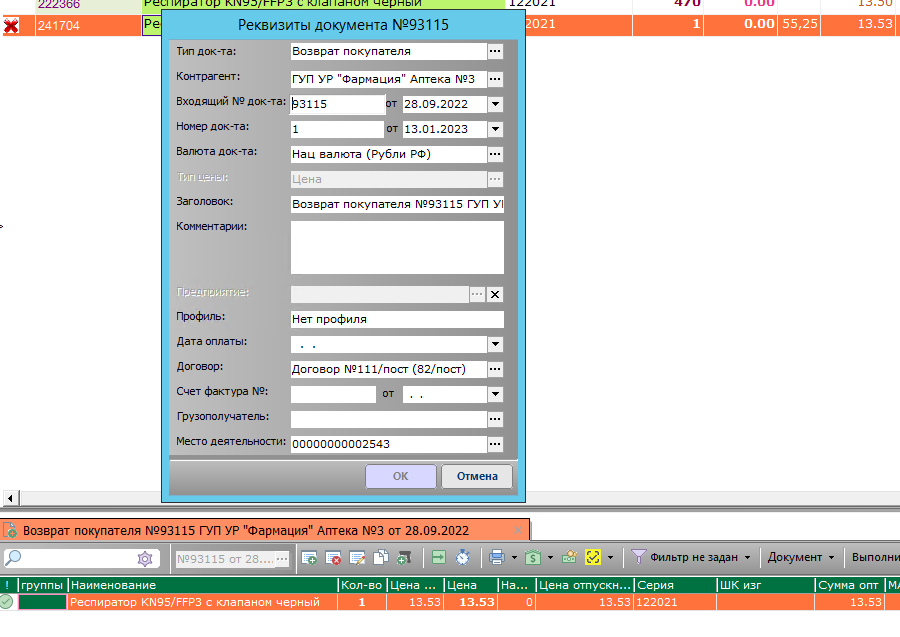 222366 Респиратор KN95/FFP3 с клапаном черный 122021 470 0.00 13.50
241704 Рес 2021 1 0.00 55,25 13.53
Реквизиты документа №93115
Тип док-та: Возврат покупателя ...
Контрагент: ГУП УР "Фармация" Аптека №3 ...
Входящий № док-та: 93115 от 28.09.2022
Номер док-та: 1 от 13.01.2023
Валюта док-та: Нац валюта (Рубли РФ) ...
Тип цены: Цена ...
Заголовок: Возврат покупателя №93115 ГУП УР
Комментарии:
Предприятие: ...
Профиль: Нет профиля
Дата оплаты: . .
Договор: Договор №111/пост (82/пост) ...
Счет фактура №: от . .
Грузополучатель: ...
Место деятельности: 00000000002543 ...
ОК Отмена
Возврат покупателя №93115 ГУП УР "Фармация" Аптека №3 от 28.09.2022
№93115 от 28.... ... Фильтр не задан Документ Выполни
! группы Наименование Кол-во Цена ... Цена На... Цена отпускн... Серия ШК изг Сумма опт
Респиратор KN95/FFP3 с клапаном черный 1 13.53 13.53 0 13.53 122021 13.53